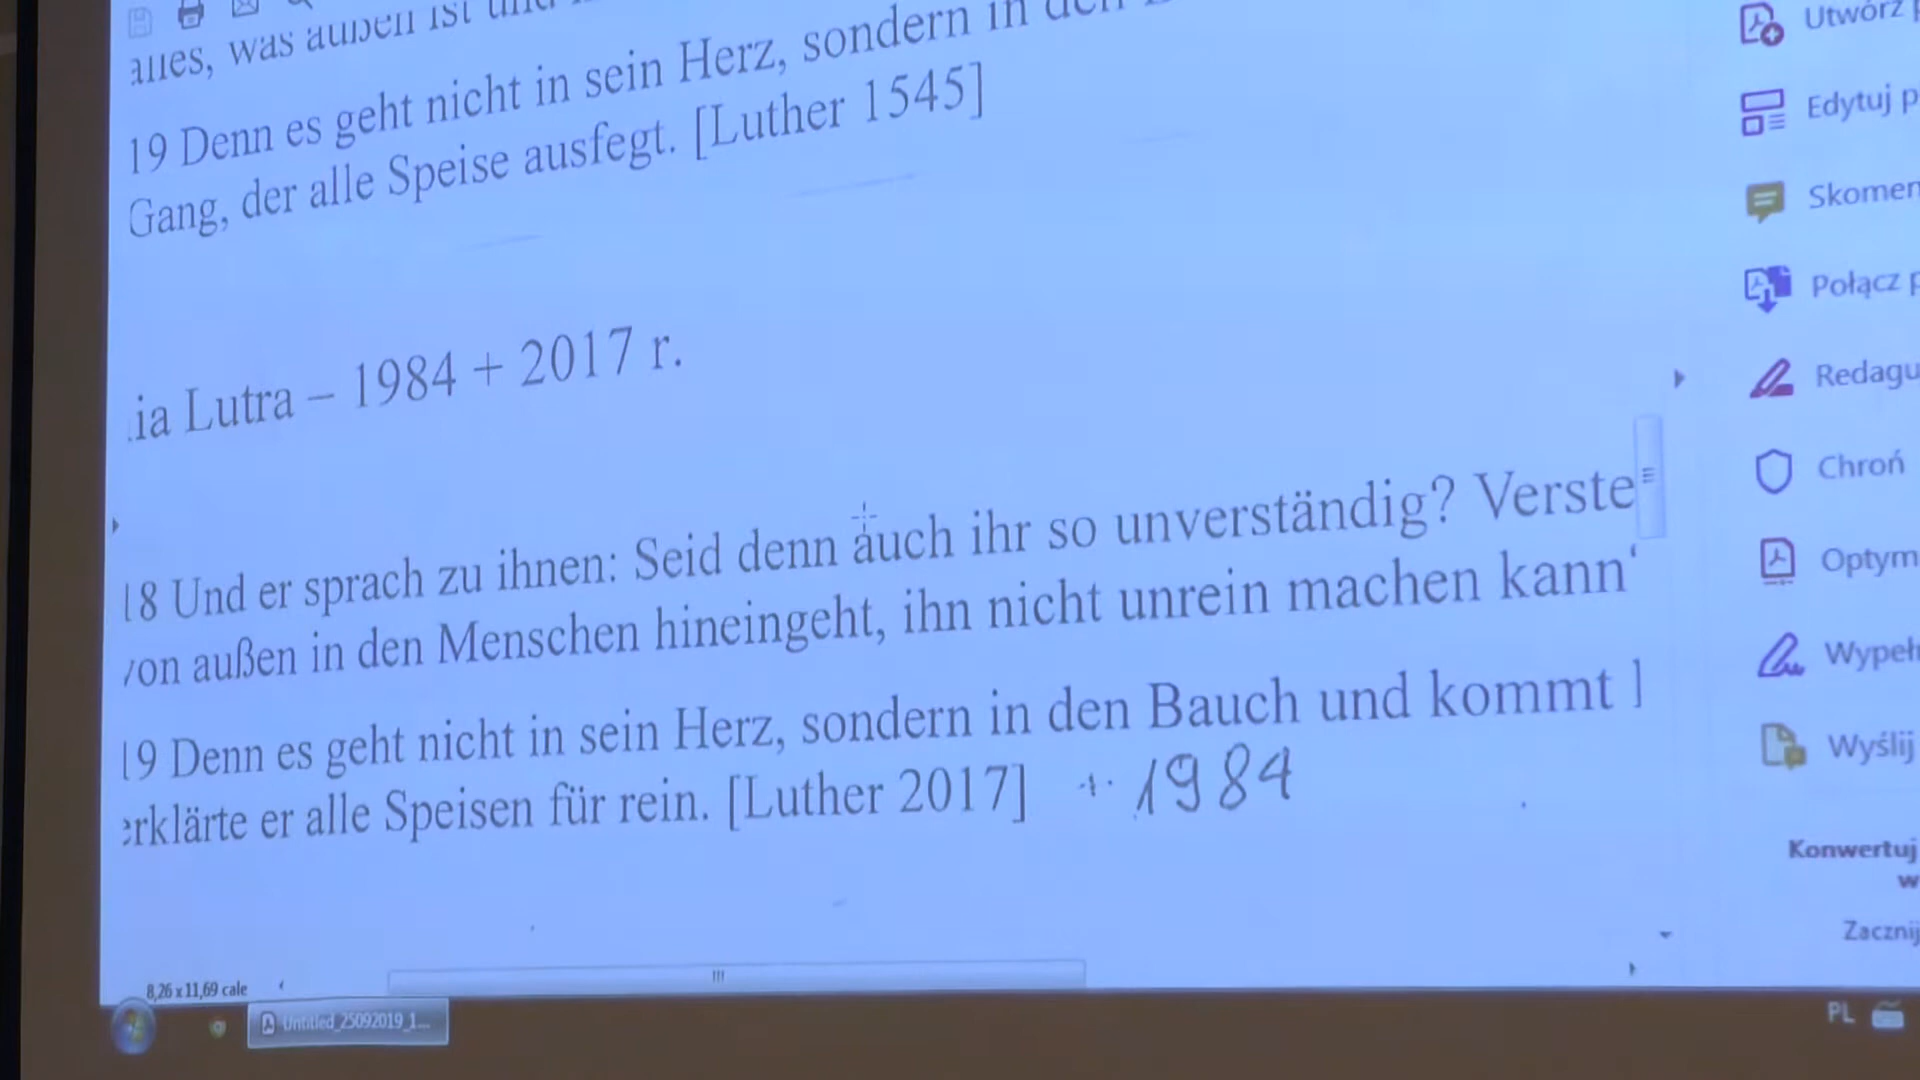 alles, was außen ist und
19 Denn es geht nicht in sein Herz, sondern in den
Gang, der alle Speise ausfegt. [Luther 1545]
ia Lutra – 1984 + 2017 r.
18 Und er sprach zu ihnen: Seid denn auch ihr so unverständig? Verste
von außen in den Menschen hineingeht, ihn nicht unrein machen kann
19 Denn es geht nicht in sein Herz, sondern in den Bauch und kommt
erklärte er alle Speisen für rein. [Luther 2017] + 1984
8,26 x 11,69 cale
Untitled_25092019_1...
Utwórz p
Edytuj p
Skomen
Połącz p
Redagu
Chroń
Optym
Wypełn
Wyślij
Konwertuj
w
Zacznij
PL